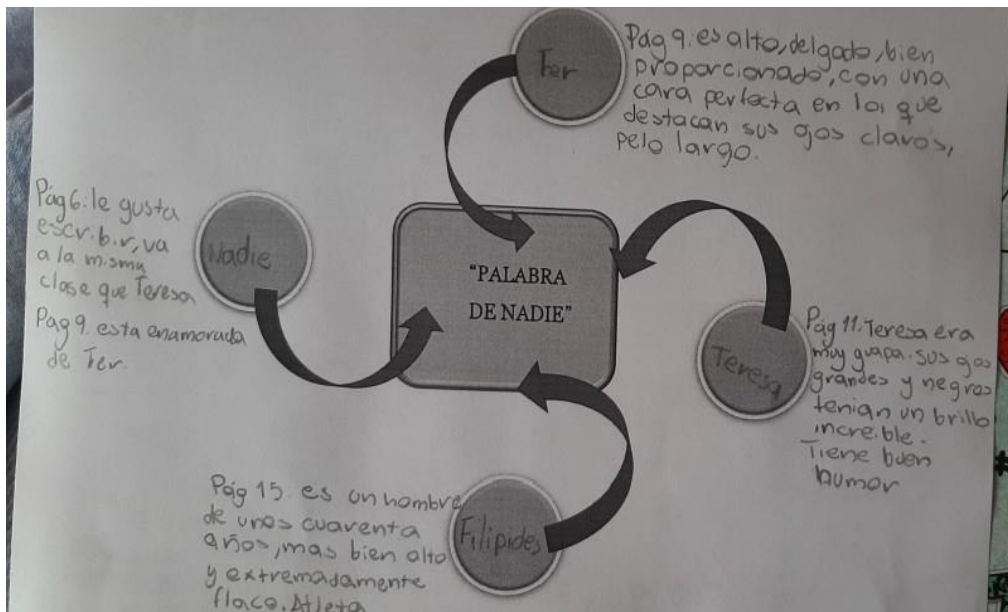 Fer
Pág 9. es alto, delgado, bien
proporcionado, con una
cara perfecta en la que
destacan sus ojos claros,
pelo largo.
Pág 6: le gusta
escribir, va
a la misma
clase que Teresa
Pag 9. esta enamorada
de Fer.
Nadie
"PALABRA
DE NADIE"
Teresa
Pág 11. Teresa era
muy guapa. sus ojos
grandes y negros
tenian un brillo
increible.
Tiene buen
humor
Pág 15. es un hombre
de unos cuarenta
años, mas bien alto
y extremadamente
flaco. Atleta
Filipides